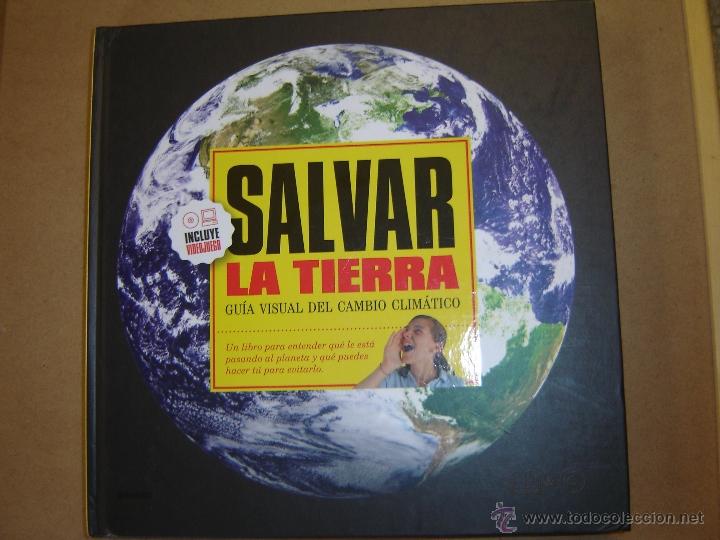 SALVAR
LA TIERRA
GUÍA VISUAL DEL CAMBIO CLIMÁTICO
Un libro para entender qué le está
pasando al planeta y qué puedes
hacer tú para evitarlo.
INCLUYE
VIDEOJUEGO
© www.todocoleccion.net